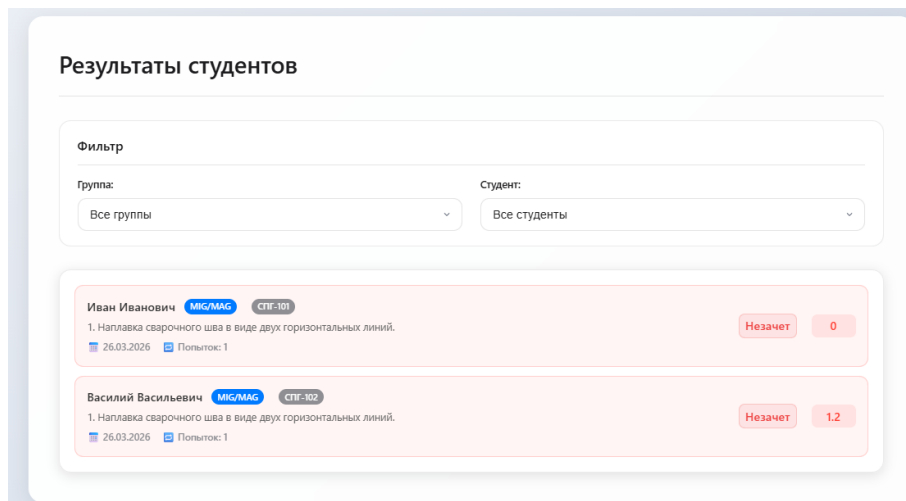 Результаты студентов
Фильтр
Группа: Студент:
Все группы Все студенты
Иван Иванович MIG/MAG СПГ-101
1. Наплавка сварочного шва в виде двух горизонтальных линий.
Незачет 0
26.03.2026 Попыток: 1
Василий Васильевич MIG/MAG СПГ-102
1. Наплавка сварочного шва в виде двух горизонтальных линий.
Незачет 1.2
26.03.2026 Попыток: 1